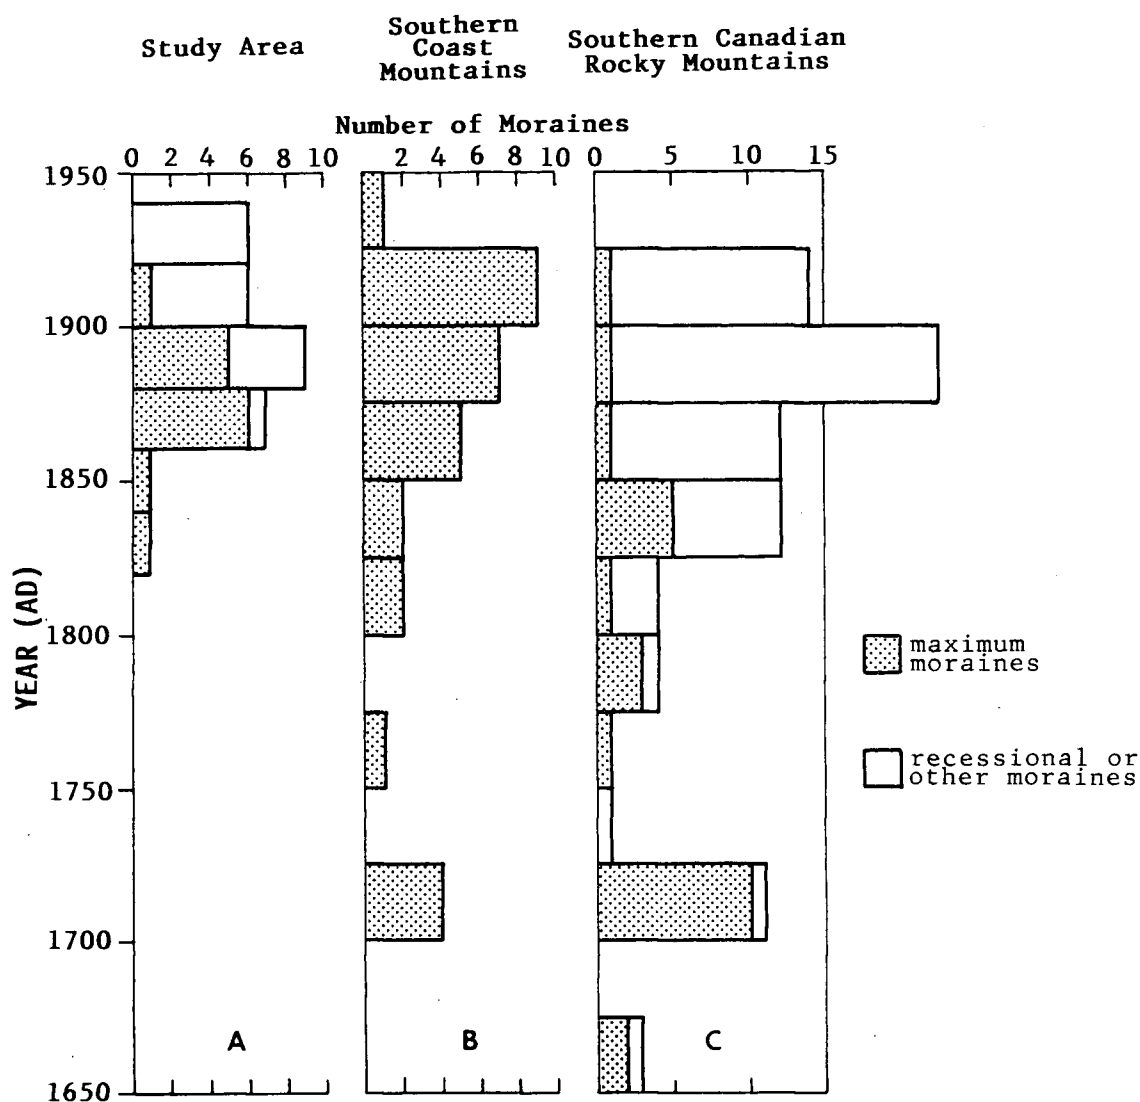 Study Area
Southern
Coast
Mountains
Southern Canadian
Rocky Mountains
Number of Moraines
0 2 4 6 8 10
2 4 6 8 10
0 5 10 15
1950
1900
1850
1800
1750
1700
1650
YEAR (AD)
maximum
moraines
recessional or
other moraines
A
B
C